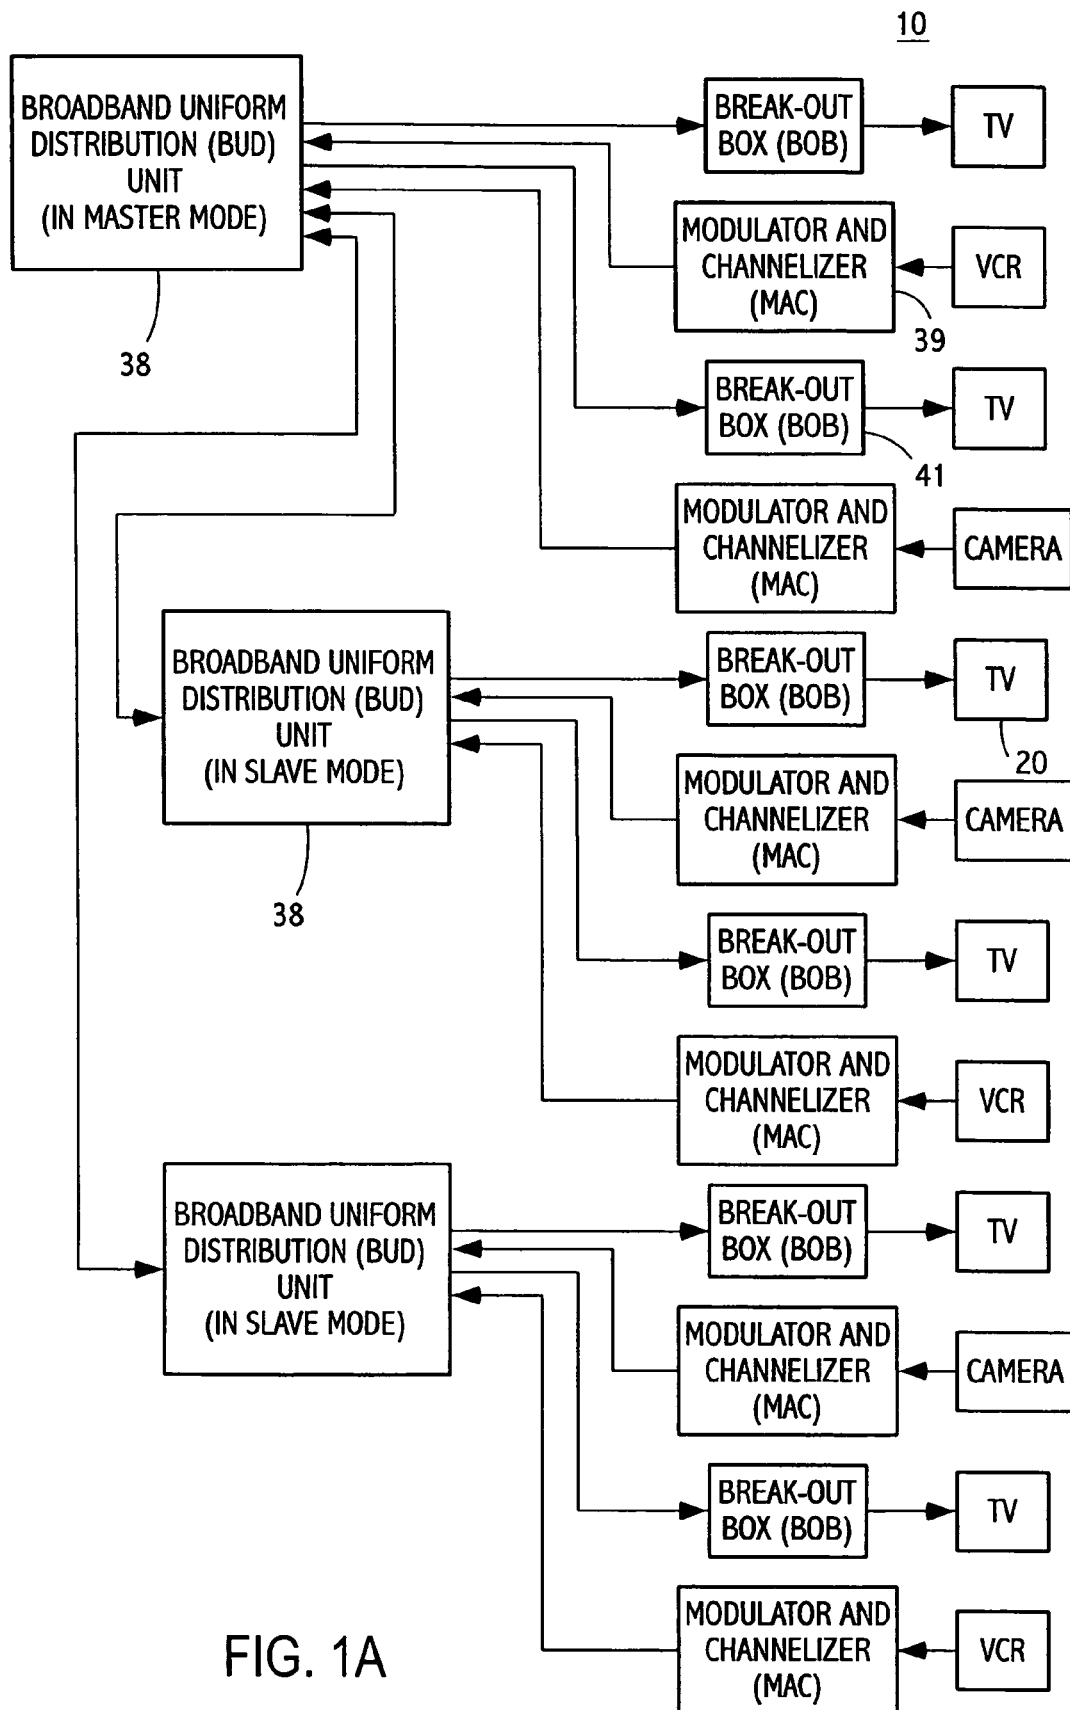 10
BROADBAND UNIFORM
DISTRIBUTION (BUD)
UNIT
(IN MASTER MODE)
38
BREAK-OUT
BOX (BOB)
TV
MODULATOR AND
CHANNELIZER
(MAC)
39
VCR
BREAK-OUT
BOX (BOB)
41
TV
MODULATOR AND
CHANNELIZER
(MAC)
CAMERA
BROADBAND UNIFORM
DISTRIBUTION (BUD)
UNIT
(IN SLAVE MODE)
38
BREAK-OUT
BOX (BOB)
TV
20
MODULATOR AND
CHANNELIZER
(MAC)
CAMERA
BREAK-OUT
BOX (BOB)
TV
MODULATOR AND
CHANNELIZER
(MAC)
VCR
BROADBAND UNIFORM
DISTRIBUTION (BUD)
UNIT
(IN SLAVE MODE)
BREAK-OUT
BOX (BOB)
TV
MODULATOR AND
CHANNELIZER
(MAC)
CAMERA
BREAK-OUT
BOX (BOB)
TV
MODULATOR AND
CHANNELIZER
(MAC)
VCR
FIG. 1A